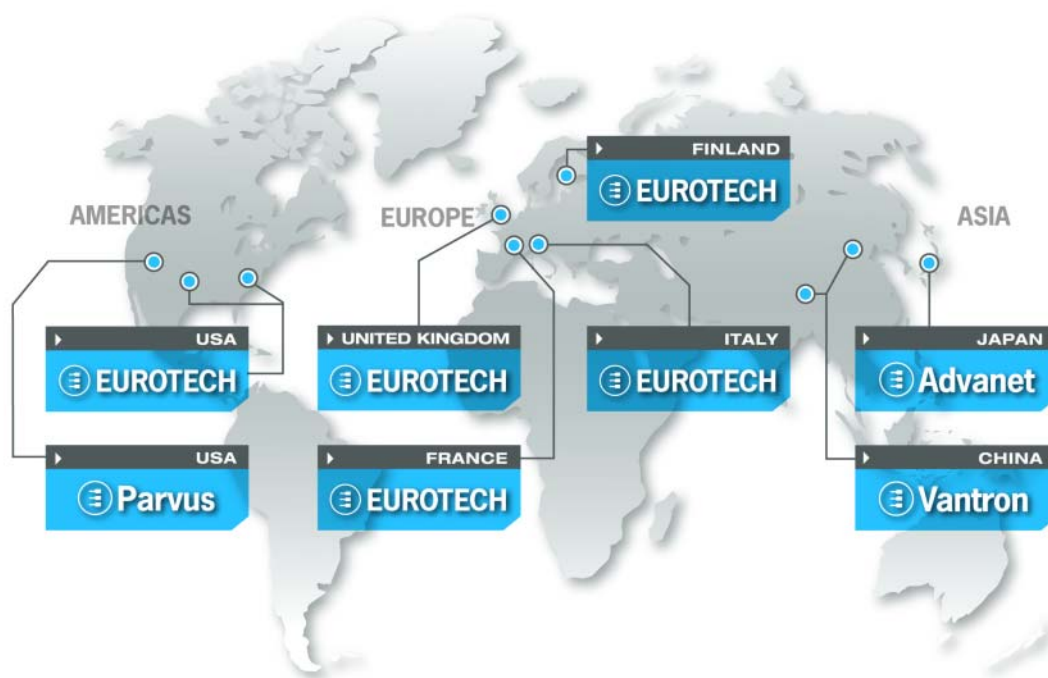 FINLAND
EUROTECH
AMERICAS
EUROPE
ASIA
USA
EUROTECH
UNITED KINGDOM
EUROTECH
ITALY
EUROTECH
JAPAN
Advanet
USA
Parvus
FRANCE
EUROTECH
CHINA
Vantron